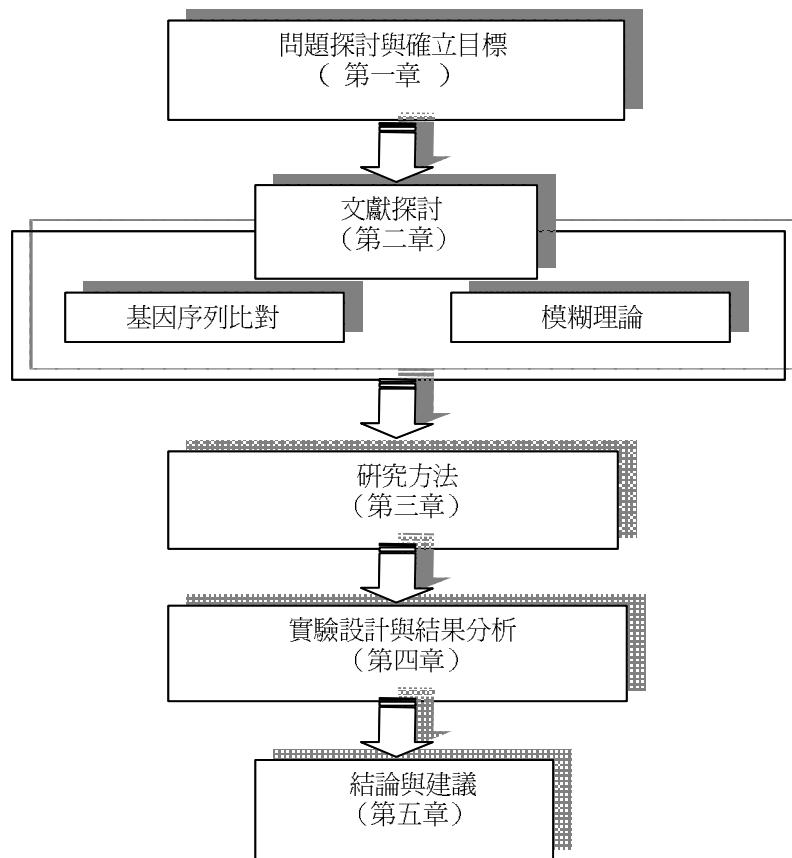 問題探討與確立目標
（ 第一章 ）
文獻探討
（第二章）
基因序列比對
模糊理論
研究方法
（第三章）
實驗設計與結果分析
（第四章）
結論與建議
（第五章）